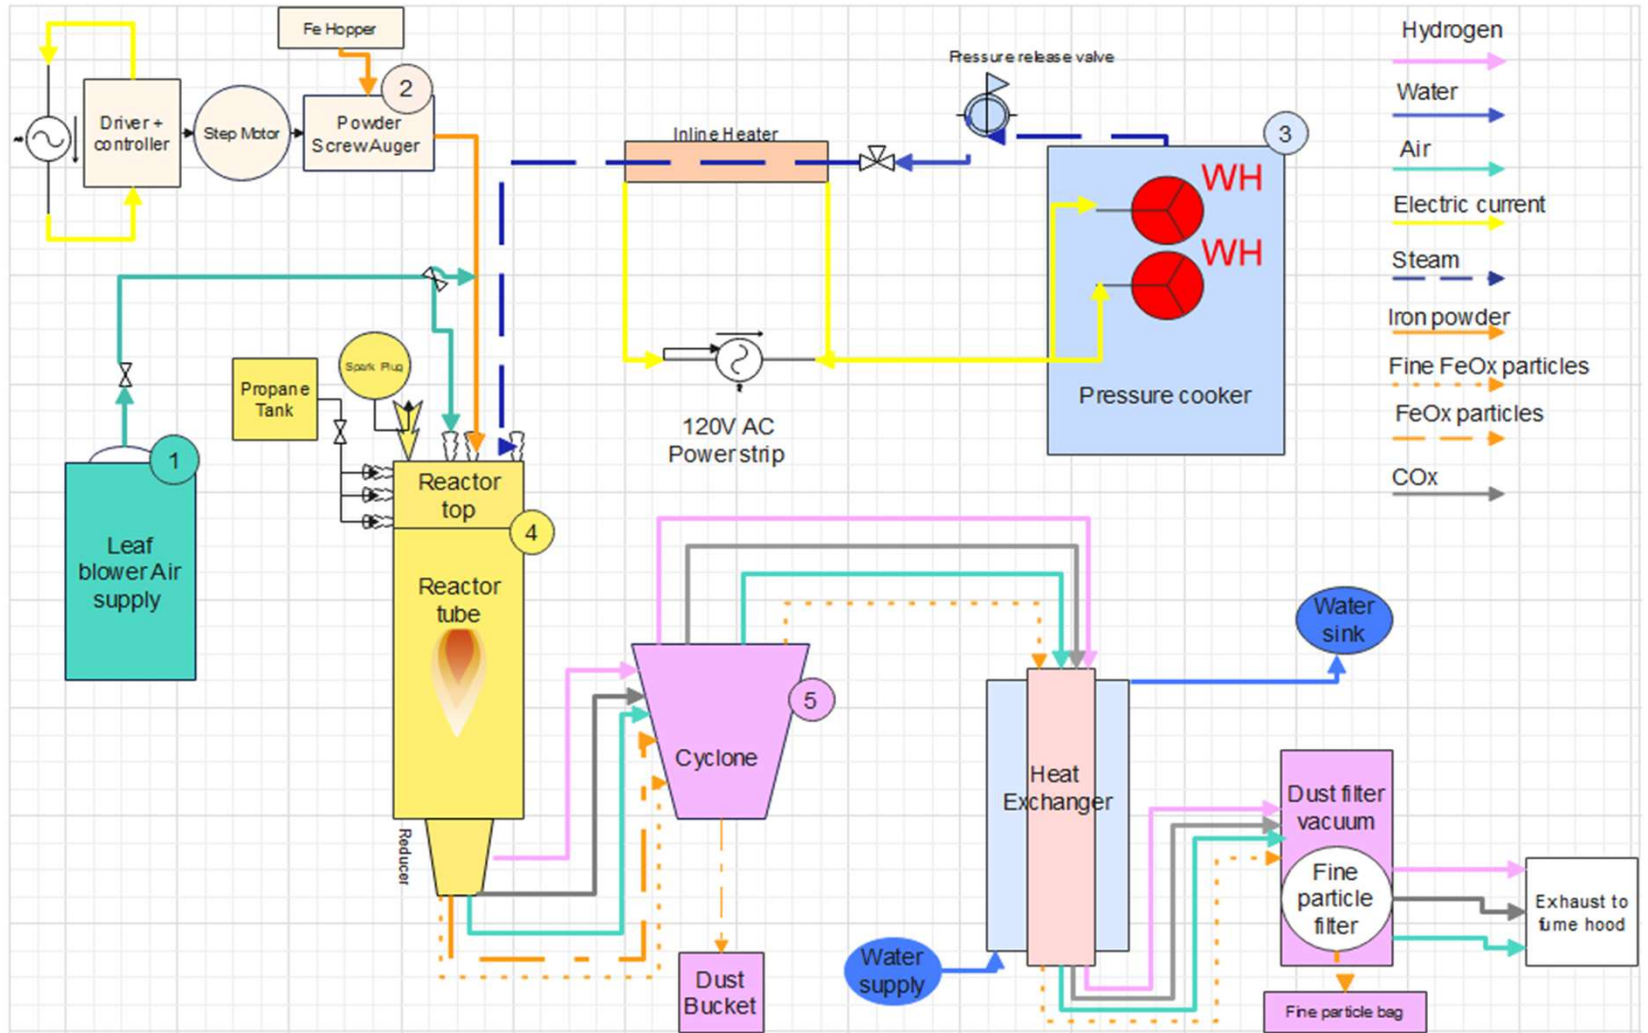 Fe Hopper
2
Driver +
controller
Step Motor
Powder
Screw Auger
~
Pressure release valve
Inline Heater
3
WH
WH
Pressure cooker
120V AC
Power strip
Hydrogen
Water
Air
Electric current
Steam
Iron powder
Fine FeOx particles
FeOx particles
COx
Propane
Tank
Spark Plug
1
Leaf
blower Air
supply
Reactor
top
4
Reactor
tube
Reducer
5
Cyclone
Dust
Bucket
Water
sink
Heat
Exchanger
Water
supply
Dust filter
vacuum
Fine
particle
filter
Exhaust to
fume hood
Fine particle bag